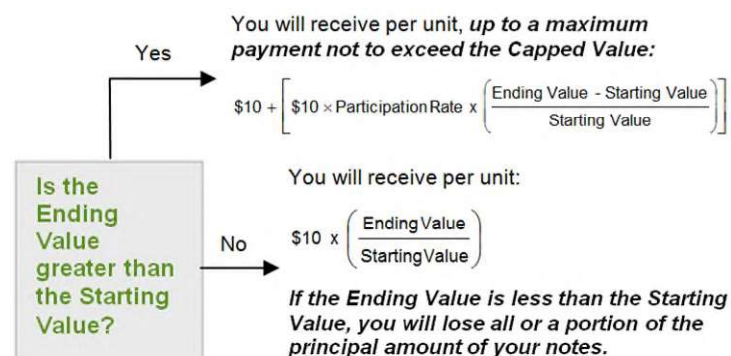 You will receive per unit, up to a maximum
payment not to exceed the Capped Value:
Yes
$10 + [ $10 × Participation Rate x ( Ending Value - Starting Value / Starting Value ) ]
Is the
Ending
Value
greater than
the Starting
Value?
No
You will receive per unit:
$10 x ( Ending Value / Starting Value )
If the Ending Value is less than the Starting
Value, you will lose all or a portion of the
principal amount of your notes.